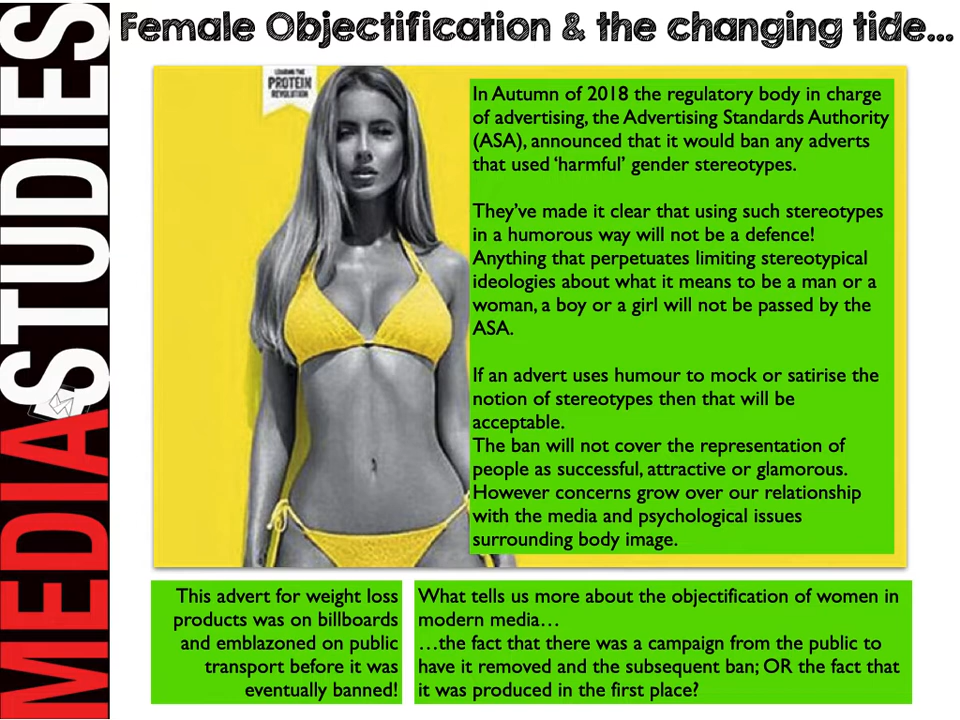 Female Objectification & the changing tide...
MEDIA STUDIES
LEADING THE
PROTEIN
REVOLUTION
In Autumn of 2018 the regulatory body in charge
of advertising, the Advertising Standards Authority
(ASA), announced that it would ban any adverts
that used ‘harmful’ gender stereotypes.
They’ve made it clear that using such stereotypes
in a humorous way will not be a defence!
Anything that perpetuates limiting stereotypical
ideologies about what it means to be a man or a
woman, a boy or a girl will not be passed by the
ASA.
If an advert uses humour to mock or satirise the
notion of stereotypes then that will be
acceptable.
The ban will not cover the representation of
people as successful, attractive or glamorous.
However concerns grow over our relationship
with the media and psychological issues
surrounding body image.
This advert for weight loss
products was on billboards
and emblazoned on public
transport before it was
eventually banned!
What tells us more about the objectification of women in
modern media…
…the fact that there was a campaign from the public to
have it removed and the subsequent ban; OR the fact that
it was produced in the first place?